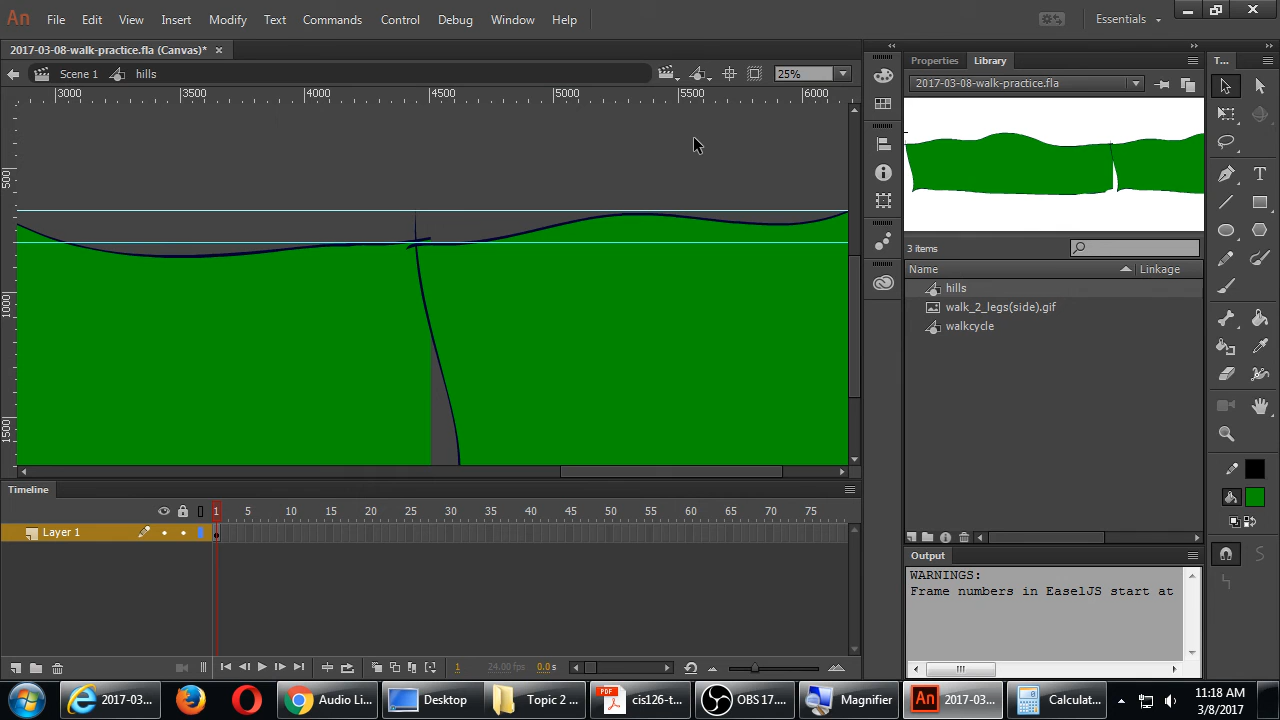 An File Edit View Insert Modify Text Commands Control Debug Window Help Essentials
2017-03-08-walk-practice.fla (Canvas)* ×
Scene 1 hills 25%
3000 3500 4000 4500 5000 5500 6000
500
1000
1500
Properties Library T...
2017-03-08-walk-practice.fla
3 items
Name Linkage
hills
walk_2_legs(side).gif
walkcycle
Timeline
1 5 10 15 20 25 30 35 40 45 50 55 60 65 70 75
Layer 1
1 24.00 fps 0.0 s
Output
WARNINGS:
Frame numbers in EaselJS start at
2017-03... Audio Li... Desktop Topic 2 ... PDF cis126-t... OBS 17.... Magnifier An 2017-03... Calculat...
11:18 AM
3/8/2017